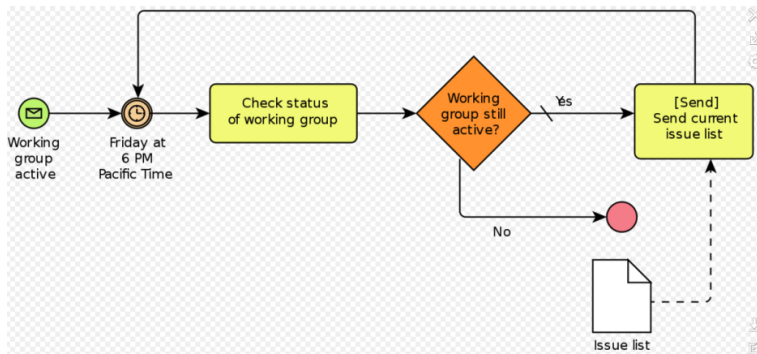 Working
group
active
Friday at
6 PM
Pacific Time
Check status
of working group
Working
group still
active?
Yes
[Send]
Send current
issue list
No
Issue list